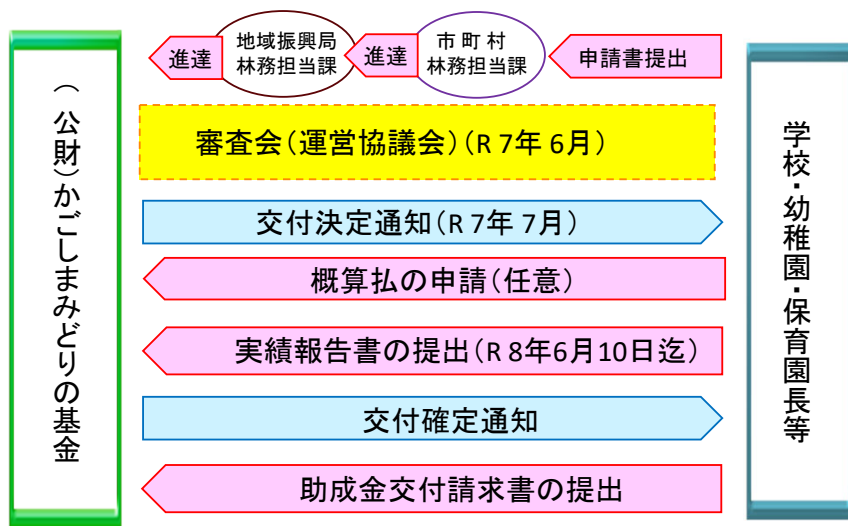 （公財）かごしまみどりの基金
進達
地域振興局
林務担当課
進達
市町村
林務担当課
申請書提出
審査会（運営協議会）（R 7年 6月）
交付決定通知（R 7年 7月）
概算払の申請（任意）
実績報告書の提出（R 8年6月10日迄）
交付確定通知
助成金交付請求書の提出
学校・幼稚園・保育園長等